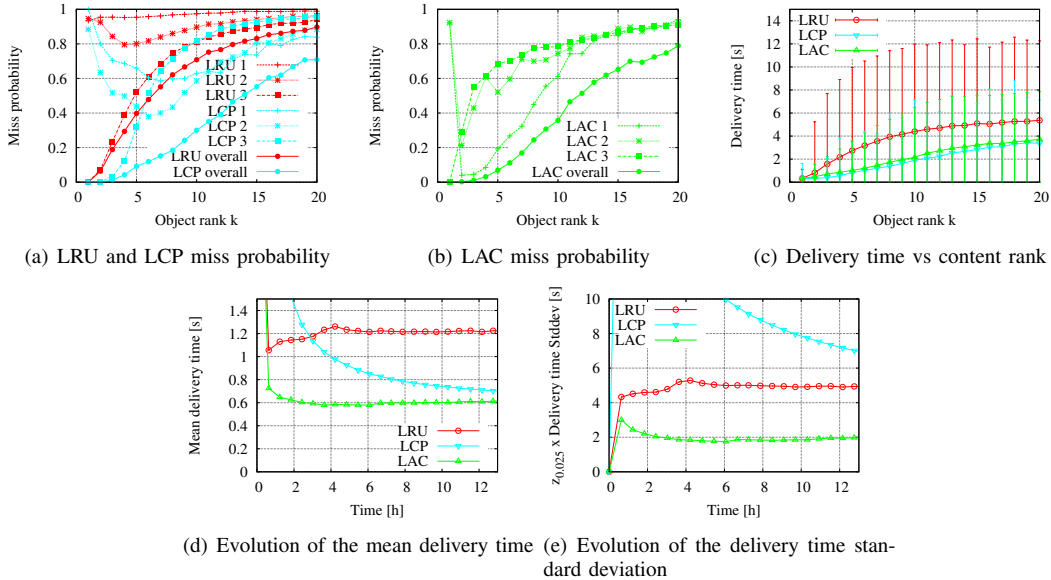 Miss probability
1
0.8
0.6
0.4
0.2
0
0 5 10 15 20
Object rank k
LRU 1
LRU 2
LRU 3
LCP 1
LCP 2
LCP 3
LRU overall
LCP overall
(a) LRU and LCP miss probability
Miss probability
1
0.8
0.6
0.4
0.2
0
0 5 10 15 20
Object rank k
LAC 1
LAC 2
LAC 3
LAC overall
(b) LAC miss probability
Delivery time [s]
15
14
12
10
8
6
4
2
0
0 5 10 15 20
Object rank k
LRU
LCP
LAC
(c) Delivery time vs content rank
Mean delivery time [s]
1.4
1.2
1
0.8
0.6
0.4
0.2
0
0 2 4 6 8 10 12
Time [h]
LRU
LCP
LAC
(d) Evolution of the mean delivery time
z0.025 x Delivery time Stddev [s]
10
8
6
4
2
0
0 2 4 6 8 10 12
Time [h]
LRU
LCP
LAC
(e) Evolution of the delivery time stan-
dard deviation